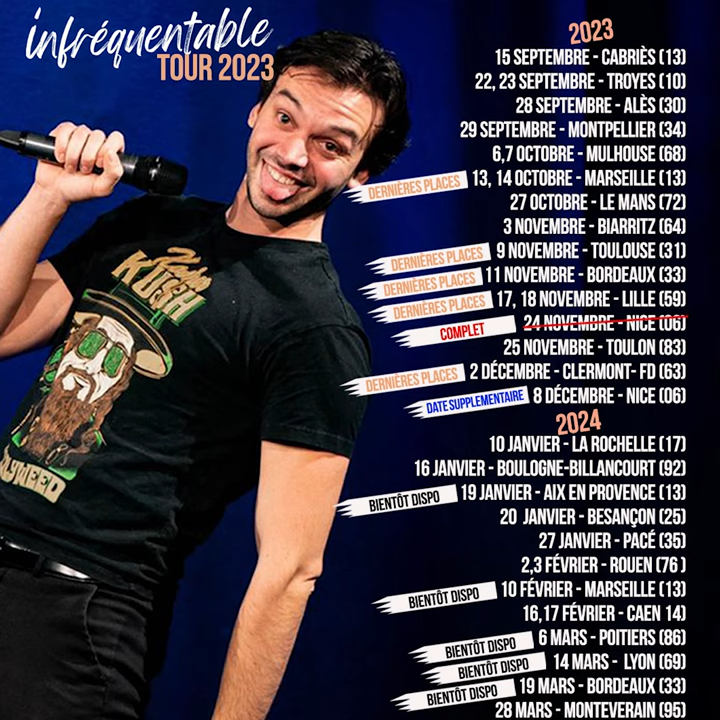 infréquentable
TOUR 2023
2023
15 SEPTEMBRE - CABRIÈS (13)
22, 23 SEPTEMBRE - TROYES (10)
28 SEPTEMBRE - ALÈS (30)
29 SEPTEMBRE - MONTPELLIER (34)
6,7 OCTOBRE - MULHOUSE (68)
DERNIÈRES PLACES 13, 14 OCTOBRE - MARSEILLE (13)
27 OCTOBRE - LE MANS (72)
3 NOVEMBRE - BIARRITZ (64)
DERNIÈRES PLACES 9 NOVEMBRE - TOULOUSE (31)
DERNIÈRES PLACES 11 NOVEMBRE - BORDEAUX (33)
DERNIÈRES PLACES 17, 18 NOVEMBRE - LILLE (59)
COMPLET 24 NOVEMBRE - NICE (06)
25 NOVEMBRE - TOULON (83)
DERNIÈRES PLACES 2 DÉCEMBRE - CLERMONT- FD (63)
DATE SUPPLEMENTAIRE 8 DÉCEMBRE - NICE (06)
2024
10 JANVIER - LA ROCHELLE (17)
16 JANVIER - BOULOGNE-BILLANCOURT (92)
BIENTÔT DISPO 19 JANVIER - AIX EN PROVENCE (13)
20 JANVIER - BESANÇON (25)
27 JANVIER - PACÉ (35)
2,3 FÉVRIER - ROUEN (76 )
BIENTÔT DISPO 10 FÉVRIER - MARSEILLE (13)
16,17 FÉVRIER - CAEN 14)
BIENTÔT DISPO 6 MARS - POITIERS (86)
BIENTÔT DISPO 14 MARS - LYON (69)
BIENTÔT DISPO 19 MARS - BORDEAUX (33)
28 MARS - MONTEVERAIN (95)
KUSH